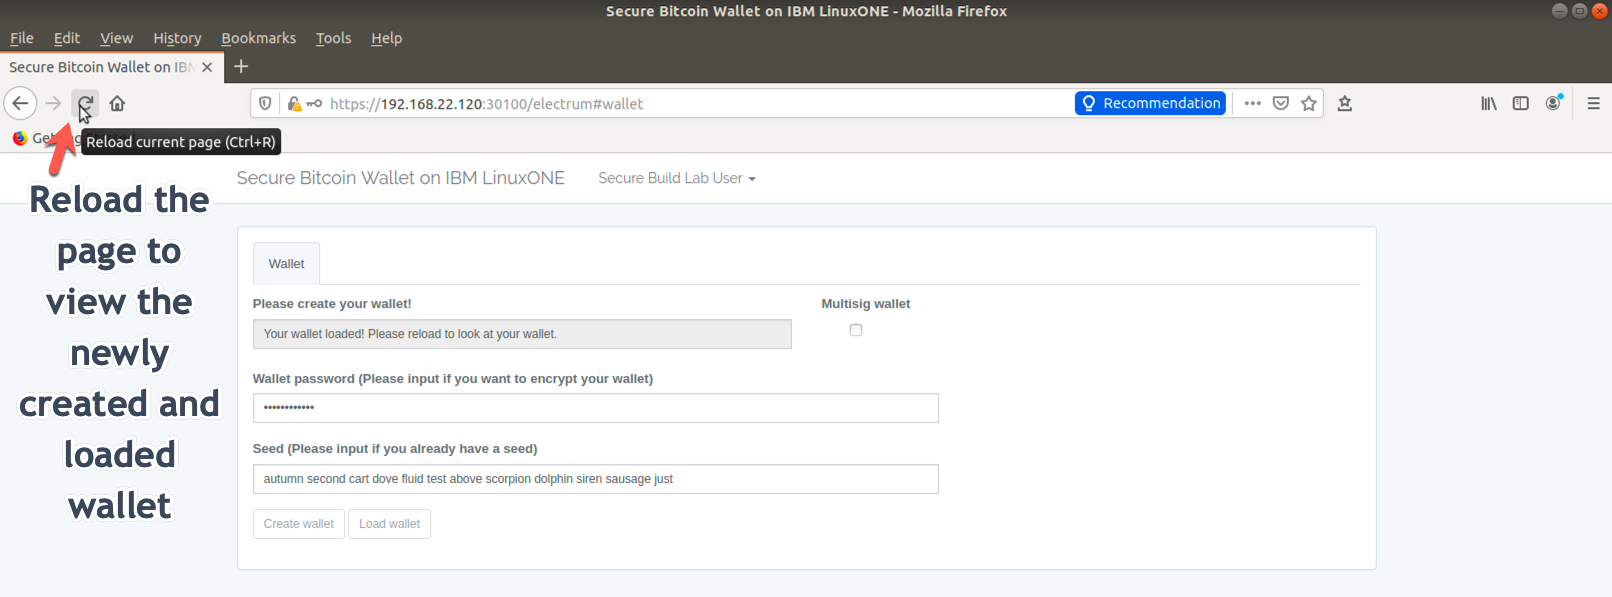 Secure Bitcoin Wallet on IBM LinuxONE - Mozilla Firefox
File Edit View History Bookmarks Tools Help
Secure Bitcoin Wallet on IBM
https://192.168.22.120:30100/electrum#wallet
Recommendation
Reload current page (Ctrl+R)
Secure Bitcoin Wallet on IBM LinuxONE
Secure Build Lab User
Reload the
page to
view the
newly
created and
loaded
wallet
Wallet
Please create your wallet!
Multisig wallet
Your wallet loaded! Please reload to look at your wallet.
Wallet password (Please input if you want to encrypt your wallet)
Seed (Please input if you already have a seed)
autumn second cart dove fluid test above scorpion dolphin siren sausage just
Create wallet
Load wallet